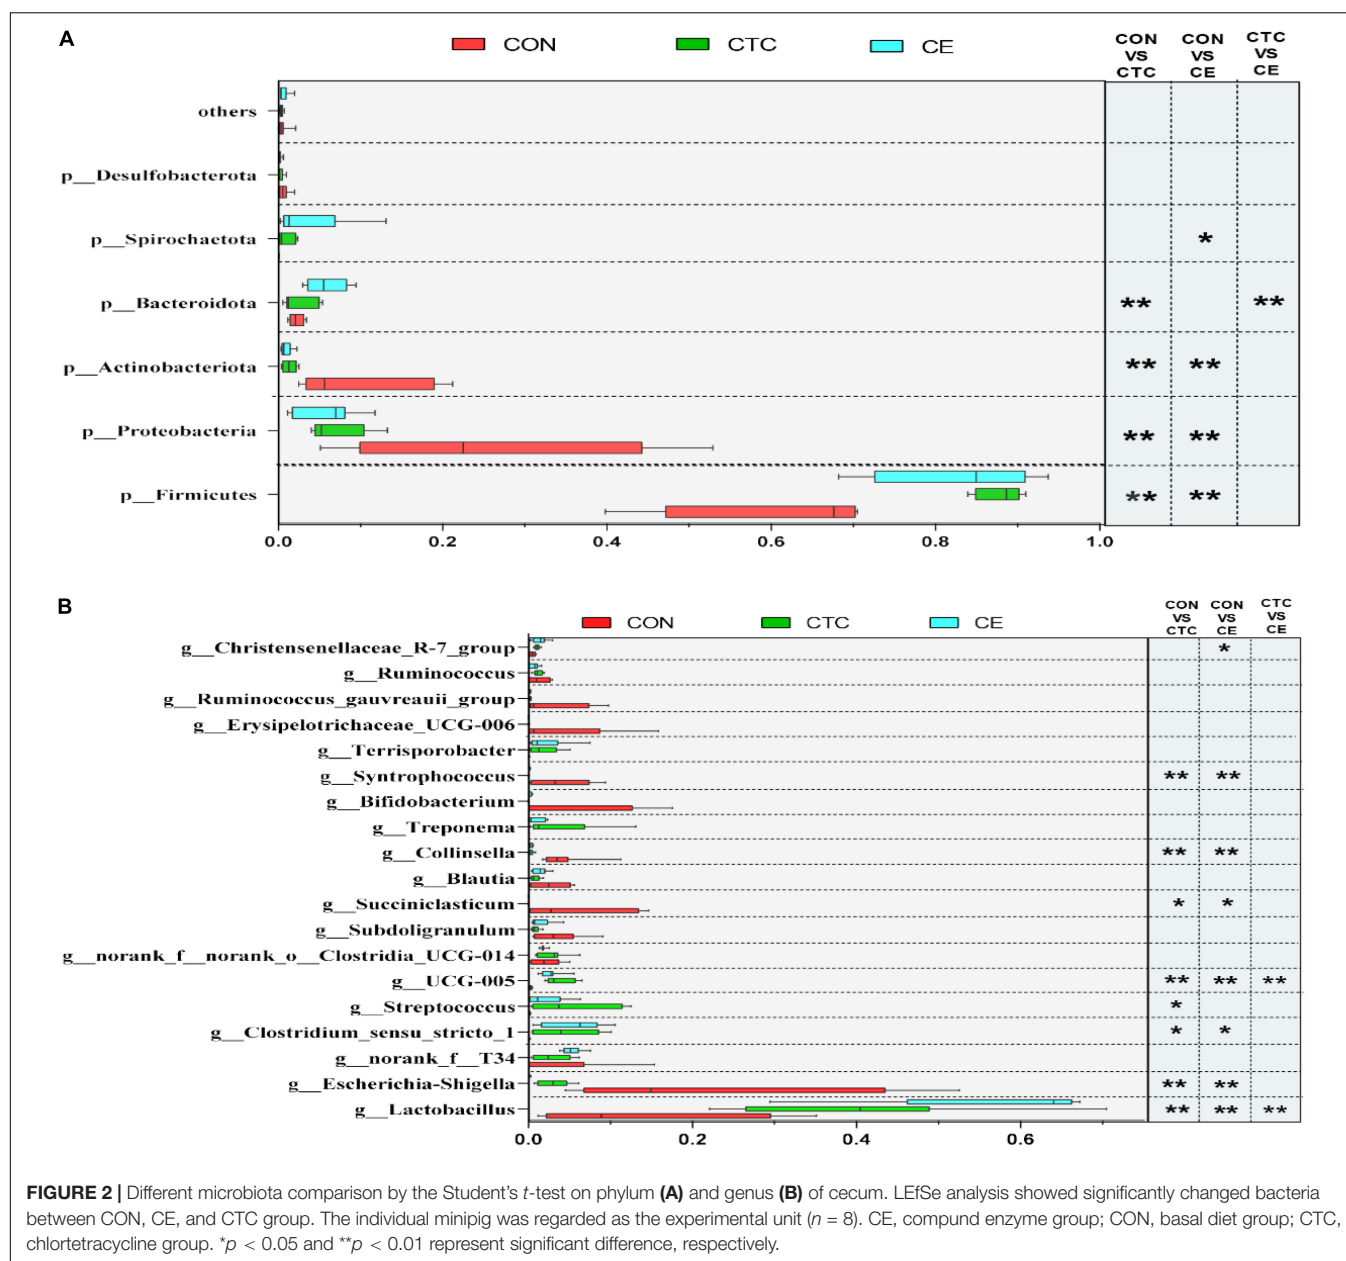 A
CON CTC CE
CON VS CTC
CON VS CE
CTC VS CE
others
p__Desulfobacterota
p__Spirochaetota
*
p__Bacteroidota
** **
p__Actinobacteriota
** **
p__Proteobacteria
** **
p__Firmicutes
** **
0.0 0.2 0.4 0.6 0.8 1.0
B
CON CTC CE
CON VS CTC
CON VS CE
CTC VS CE
g__Christensenellaceae_R-7_group
*
g__Ruminococcus
g__Ruminococcus_gauvreauii_group
g__Erysipelotrichaceae_UCG-006
g__Terrisporobacter
g__Syntrophococcus
** **
g__Bifidobacterium
g__Treponema
g__Collinsella
** **
g__Blautia
g__Succiniclasticum
* *
g__Subdoligranulum
g__norank_f__norank_o__Clostridia_UCG-014
g__UCG-005
** ** **
g__Streptococcus
*
g__Clostridium_sensu_stricto_1
* *
g__norank_f__T34
g__Escherichia-Shigella
** **
g__Lactobacillus
** ** **
0.0 0.2 0.4 0.6
FIGURE 2 | Different microbiota comparison by the Student's t-test on phylum (A) and genus (B) of cecum. LEfSe analysis showed significantly changed bacteria
between CON, CE, and CTC group. The individual minipig was regarded as the experimental unit (n = 8). CE, compund enzyme group; CON, basal diet group; CTC,
chlortetracycline group. *p < 0.05 and **p < 0.01 represent significant difference, respectively.